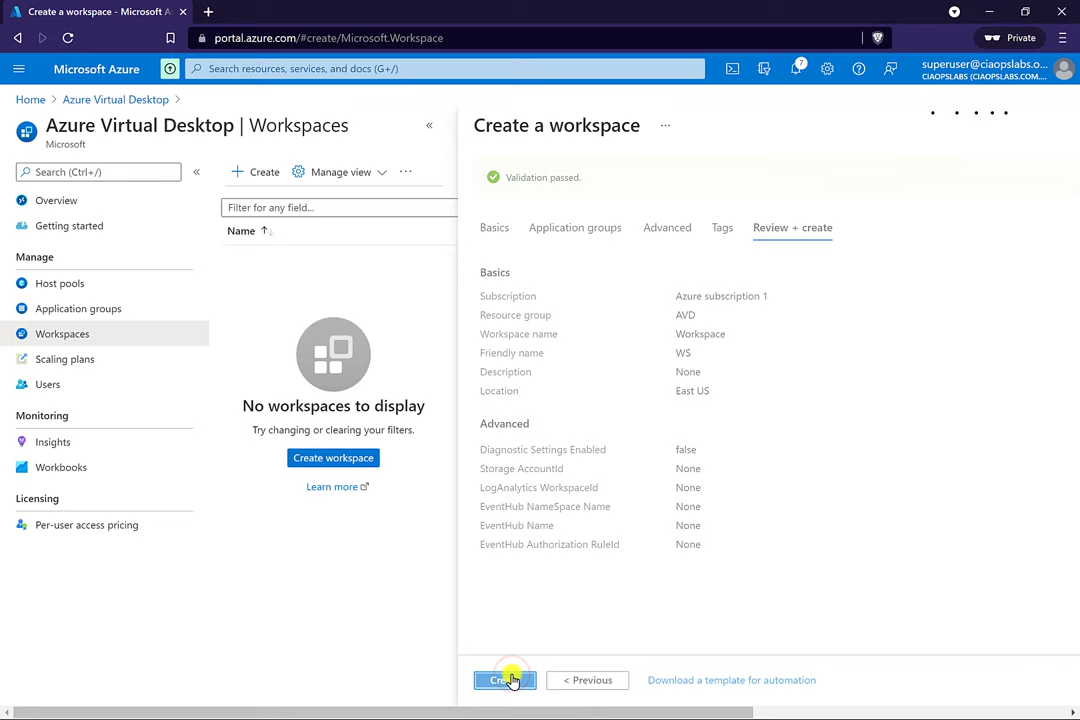 Create a workspace - Microsoft A
portal.azure.com/#create/Microsoft.Workspace
Private
Microsoft Azure
Search resources, services, and docs (G+/)
7
superuser@ciaopslabs.o...
CIAOPSLABS (CIAOPSLABS.COM....
Home > Azure Virtual Desktop >
Azure Virtual Desktop | Workspaces
Microsoft
Search (Ctrl+/)
Overview
Getting started
Manage
Host pools
Application groups
Workspaces
Scaling plans
Users
Monitoring
Insights
Workbooks
Licensing
Per-user access pricing
Create
Manage view
Filter for any field...
Name
No workspaces to display
Try changing or clearing your filters.
Create workspace
Learn more
Create a workspace
Validation passed.
Basics Application groups Advanced Tags Review + create
Basics
Subscription Azure subscription 1
Resource group AVD
Workspace name Workspace
Friendly name WS
Description None
Location East US
Advanced
Diagnostic Settings Enabled false
Storage AccountId None
LogAnalytics WorkspaceId None
EventHub NameSpace Name None
EventHub Name None
EventHub Authorization RuleId None
< Previous
Download a template for automation